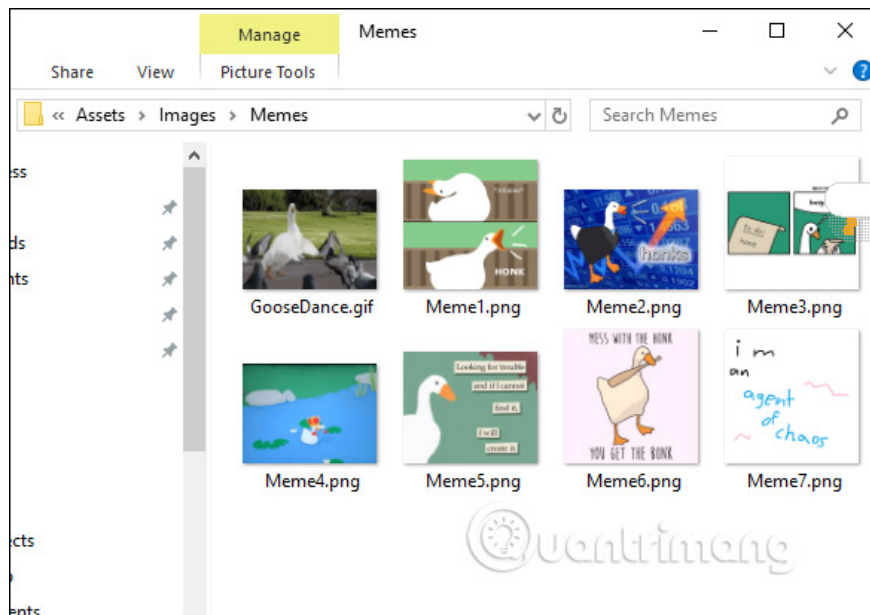 Manage
Memes
Share
View
Picture Tools
« Assets > Images > Memes
Search Memes
ess
ds
nts
ects
ents
HONK
honks
to do:
honk
Looking for trouble
and if I cannot
find it,
I will
create it.
MESS WITH THE HONK
YOU GET THE BONK
i m
an
agent
of
chaos
GooseDance.gif
Meme1.png
Meme2.png
Meme3.png
Meme4.png
Meme5.png
Meme6.png
Meme7.png
Quantrimang